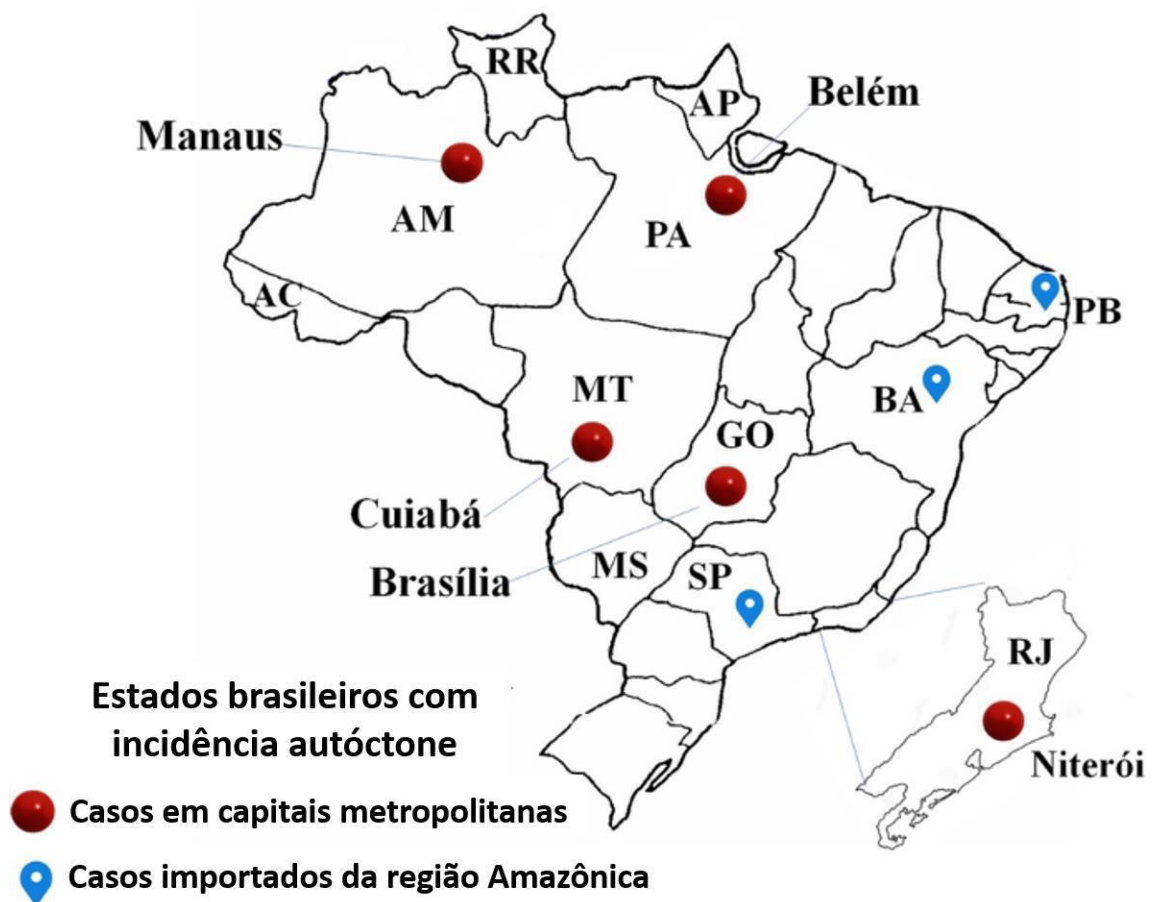 RR
AP
Belém
Manaus
AM
PA
AC
PB
MT
BA
GO
Cuiabá
Brasília
MS
SP
RJ
Niterói
Estados brasileiros com
incidência autóctone
Casos em capitais metropolitanas
Casos importados da região Amazônica